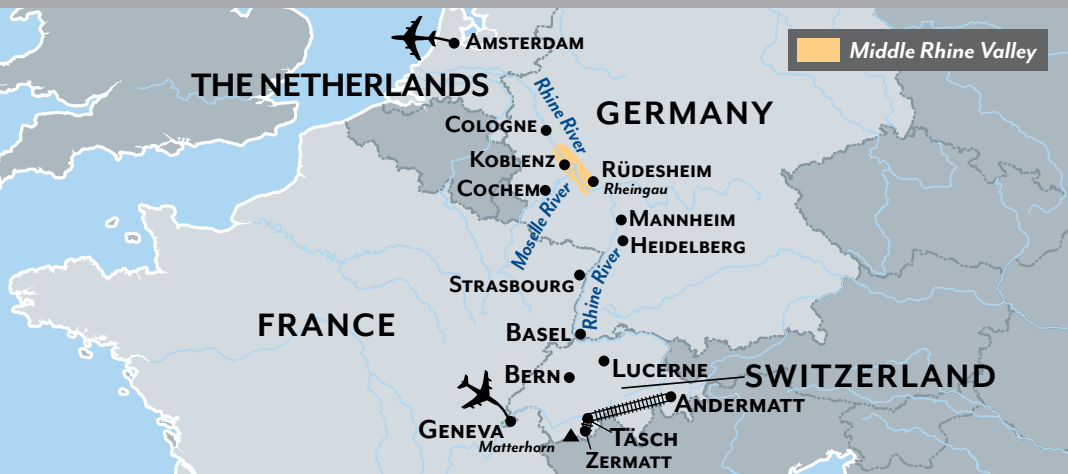 AMSTERDAM
Middle Rhine Valley
THE NETHERLANDS
Rhine River
GERMANY
COLOGNE
KOBLENZ
RÜDESHEIM
Rheingau
COCHEM
Moselle River
MANNHEIM
HEIDELBERG
STRASBOURG
Rhine River
FRANCE
BASEL
LUCERNE
BERN
SWITZERLAND
ANDERMATT
GENEVA
Matterhorn
TÄSCH
ZERMATT